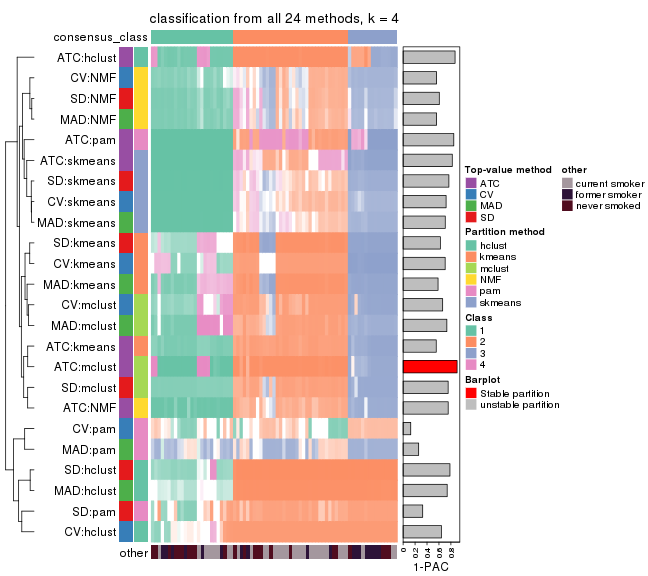 classification from all 24 methods, k = 4
consensus_class
ATC:hclust
CV:NMF
SD:NMF
MAD:NMF
ATC:pam
ATC:skmeans
SD:skmeans
CV:skmeans
MAD:skmeans
SD:kmeans
CV:kmeans
MAD:kmeans
CV:mclust
MAD:mclust
ATC:kmeans
ATC:mclust
SD:mclust
ATC:NMF
CV:pam
MAD:pam
SD:hclust
MAD:hclust
SD:pam
CV:hclust
other
0 0.2 0.4 0.6 0.8
1-PAC
Top-value method
ATC
CV
MAD
SD
Partition method
hclust
kmeans
mclust
NMF
pam
skmeans
Class
1
2
3
4
Barplot
Stable partition
unstable partition
other
current smoker
former smoker
never smoked